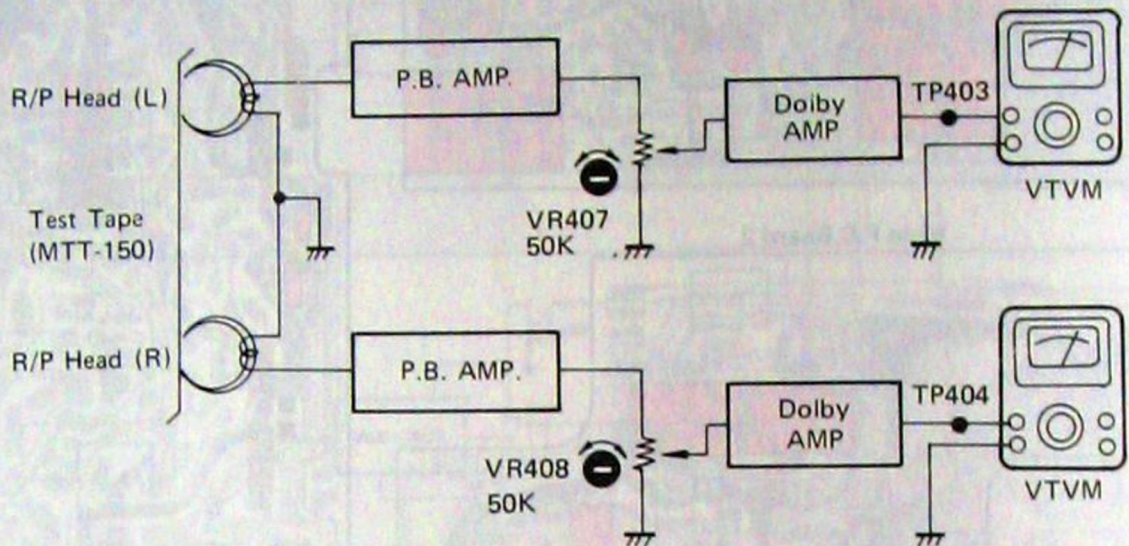 R/P Head (L)
P.B. AMP.
Dolby
AMP
TP403
VTVM
VR407
50K
Test Tape
(MTT-150)
R/P Head (R)
P.B. AMP.
Dolby
AMP
TP404
VTVM
VR408
50K